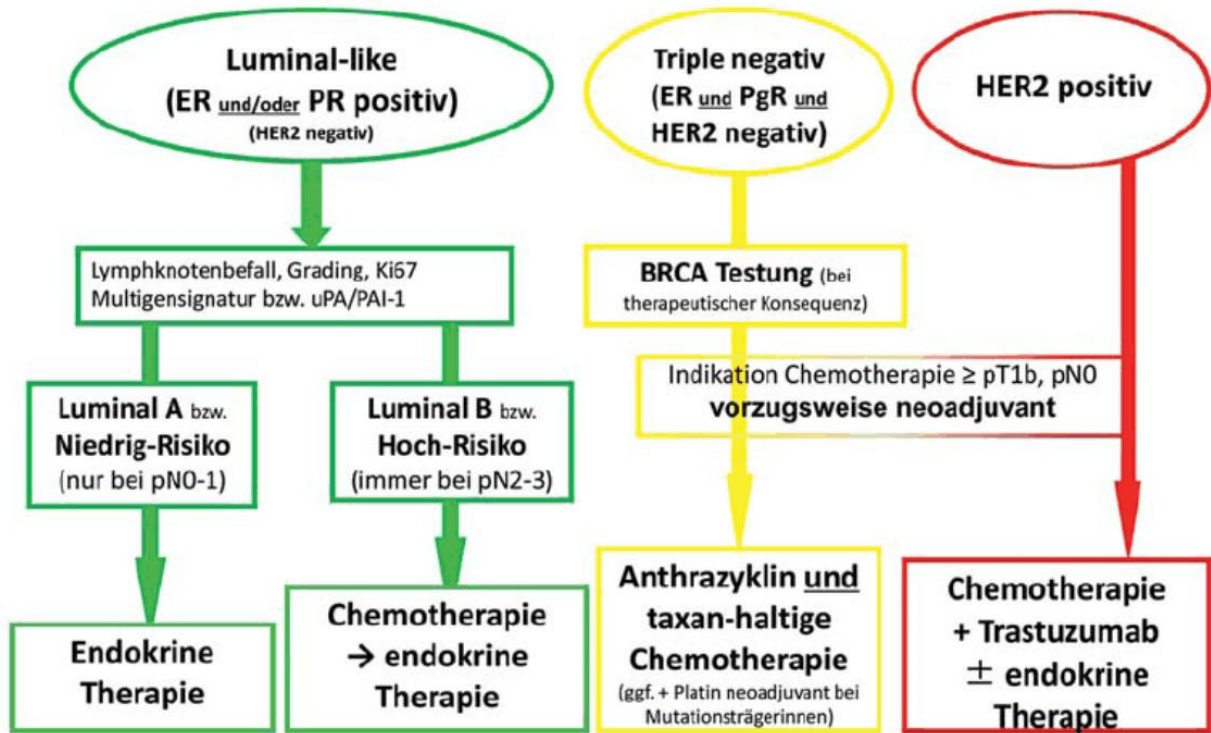 Luminal-like
(ER und/oder PR positiv)
(HER2 negativ)
Triple negativ
(ER und PgR und
HER2 negativ)
HER2 positiv
Lymphknotenbefall, Grading, Ki67
Multigensignatur bzw. uPA/PAI-1
BRCA Testung (bei
therapeutischer Konsequenz)
Indikation Chemotherapie ≥ pT1b, pN0
vorzugsweise neoadjuvant
Luminal A bzw.
Niedrig-Risiko
(nur bei pN0-1)
Luminal B bzw.
Hoch-Risiko
(immer bei pN2-3)
Endokrine
Therapie
Chemotherapie
→ endokrine
Therapie
Anthrazyklin und
taxan-haltige
Chemotherapie
(ggf. + Platin neoadjuvant bei
Mutationsträgerinnen)
Chemotherapie
+ Trastuzumab
± endokrine
Therapie